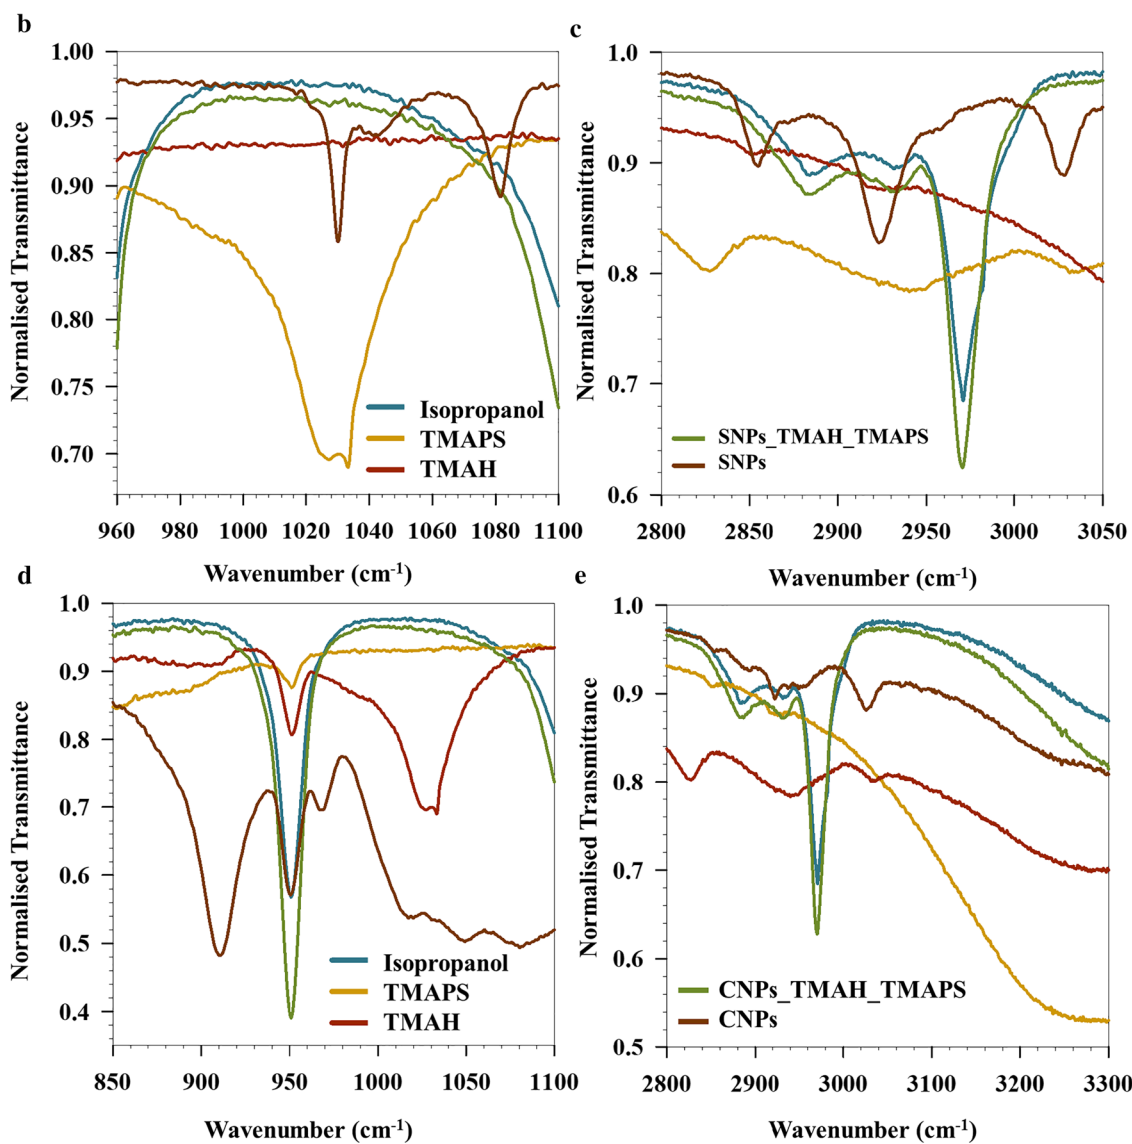 b
1.00
0.95
0.90
0.85
0.80
0.75
0.70
Normalised Transmittance
Isopropanol
TMAPS
TMAH
960 980 1000 1020 1040 1060 1080 1100
Wavenumber (cm-1)
c
1.0
0.9
0.8
0.7
0.6
Normalised Transmittance
SNPs_TMAH_TMAPS
SNPs
2800 2850 2900 2950 3000 3050
Wavenumber (cm-1)
d
1.0
0.9
0.8
0.7
0.6
0.5
0.4
Normalised Transmittance
Isopropanol
TMAPS
TMAH
850 900 950 1000 1050 1100
Wavenumber (cm-1)
e
1.0
0.9
0.8
0.7
0.6
0.5
Normalised Transmittance
CNPs_TMAH_TMAPS
CNPs
2800 2900 3000 3100 3200 3300
Wavenumber (cm-1)